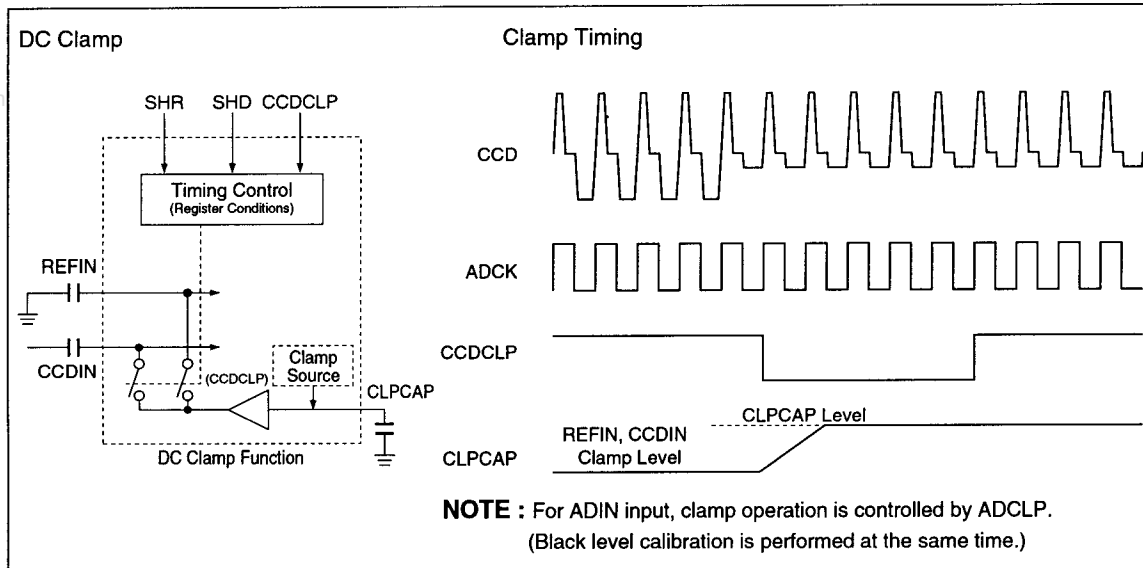 DC Clamp
SHR SHD CCDCLP
Timing Control
(Register Conditions)
REFIN
CCDIN
(CCDCLP)
Clamp
Source
CLPCAP
DC Clamp Function
Clamp Timing
CCD
ADCK
CCDCLP
CLPCAP Level
REFIN, CCDIN
Clamp Level
CLPCAP
NOTE : For ADIN input, clamp operation is controlled by ADCLP.
(Black level calibration is performed at the same time.)